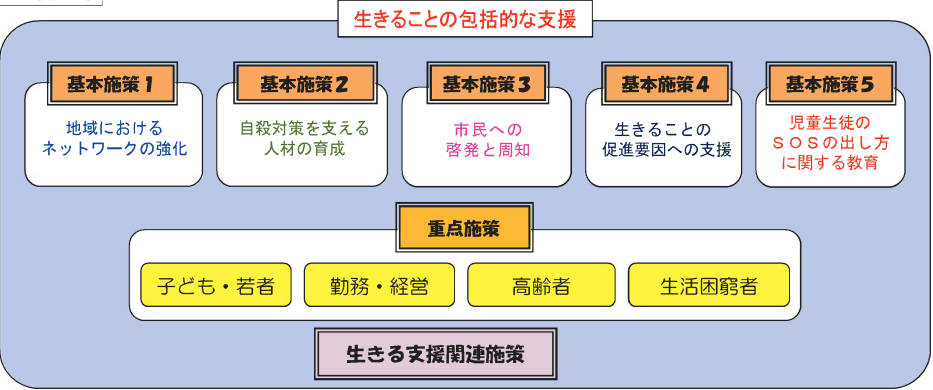 生きることの包括的な支援
基本施策1
地域における
ネットワークの強化
基本施策2
自殺対策を支える
人材の育成
基本施策3
市民への
啓発と周知
基本施策4
生きることの
促進要因への支援
基本施策5
児童生徒の
SOSの出し方
に関する教育
重点施策
子ども・若者
勤務・経営
高齢者
生活困窮者
生きる支援関連施策